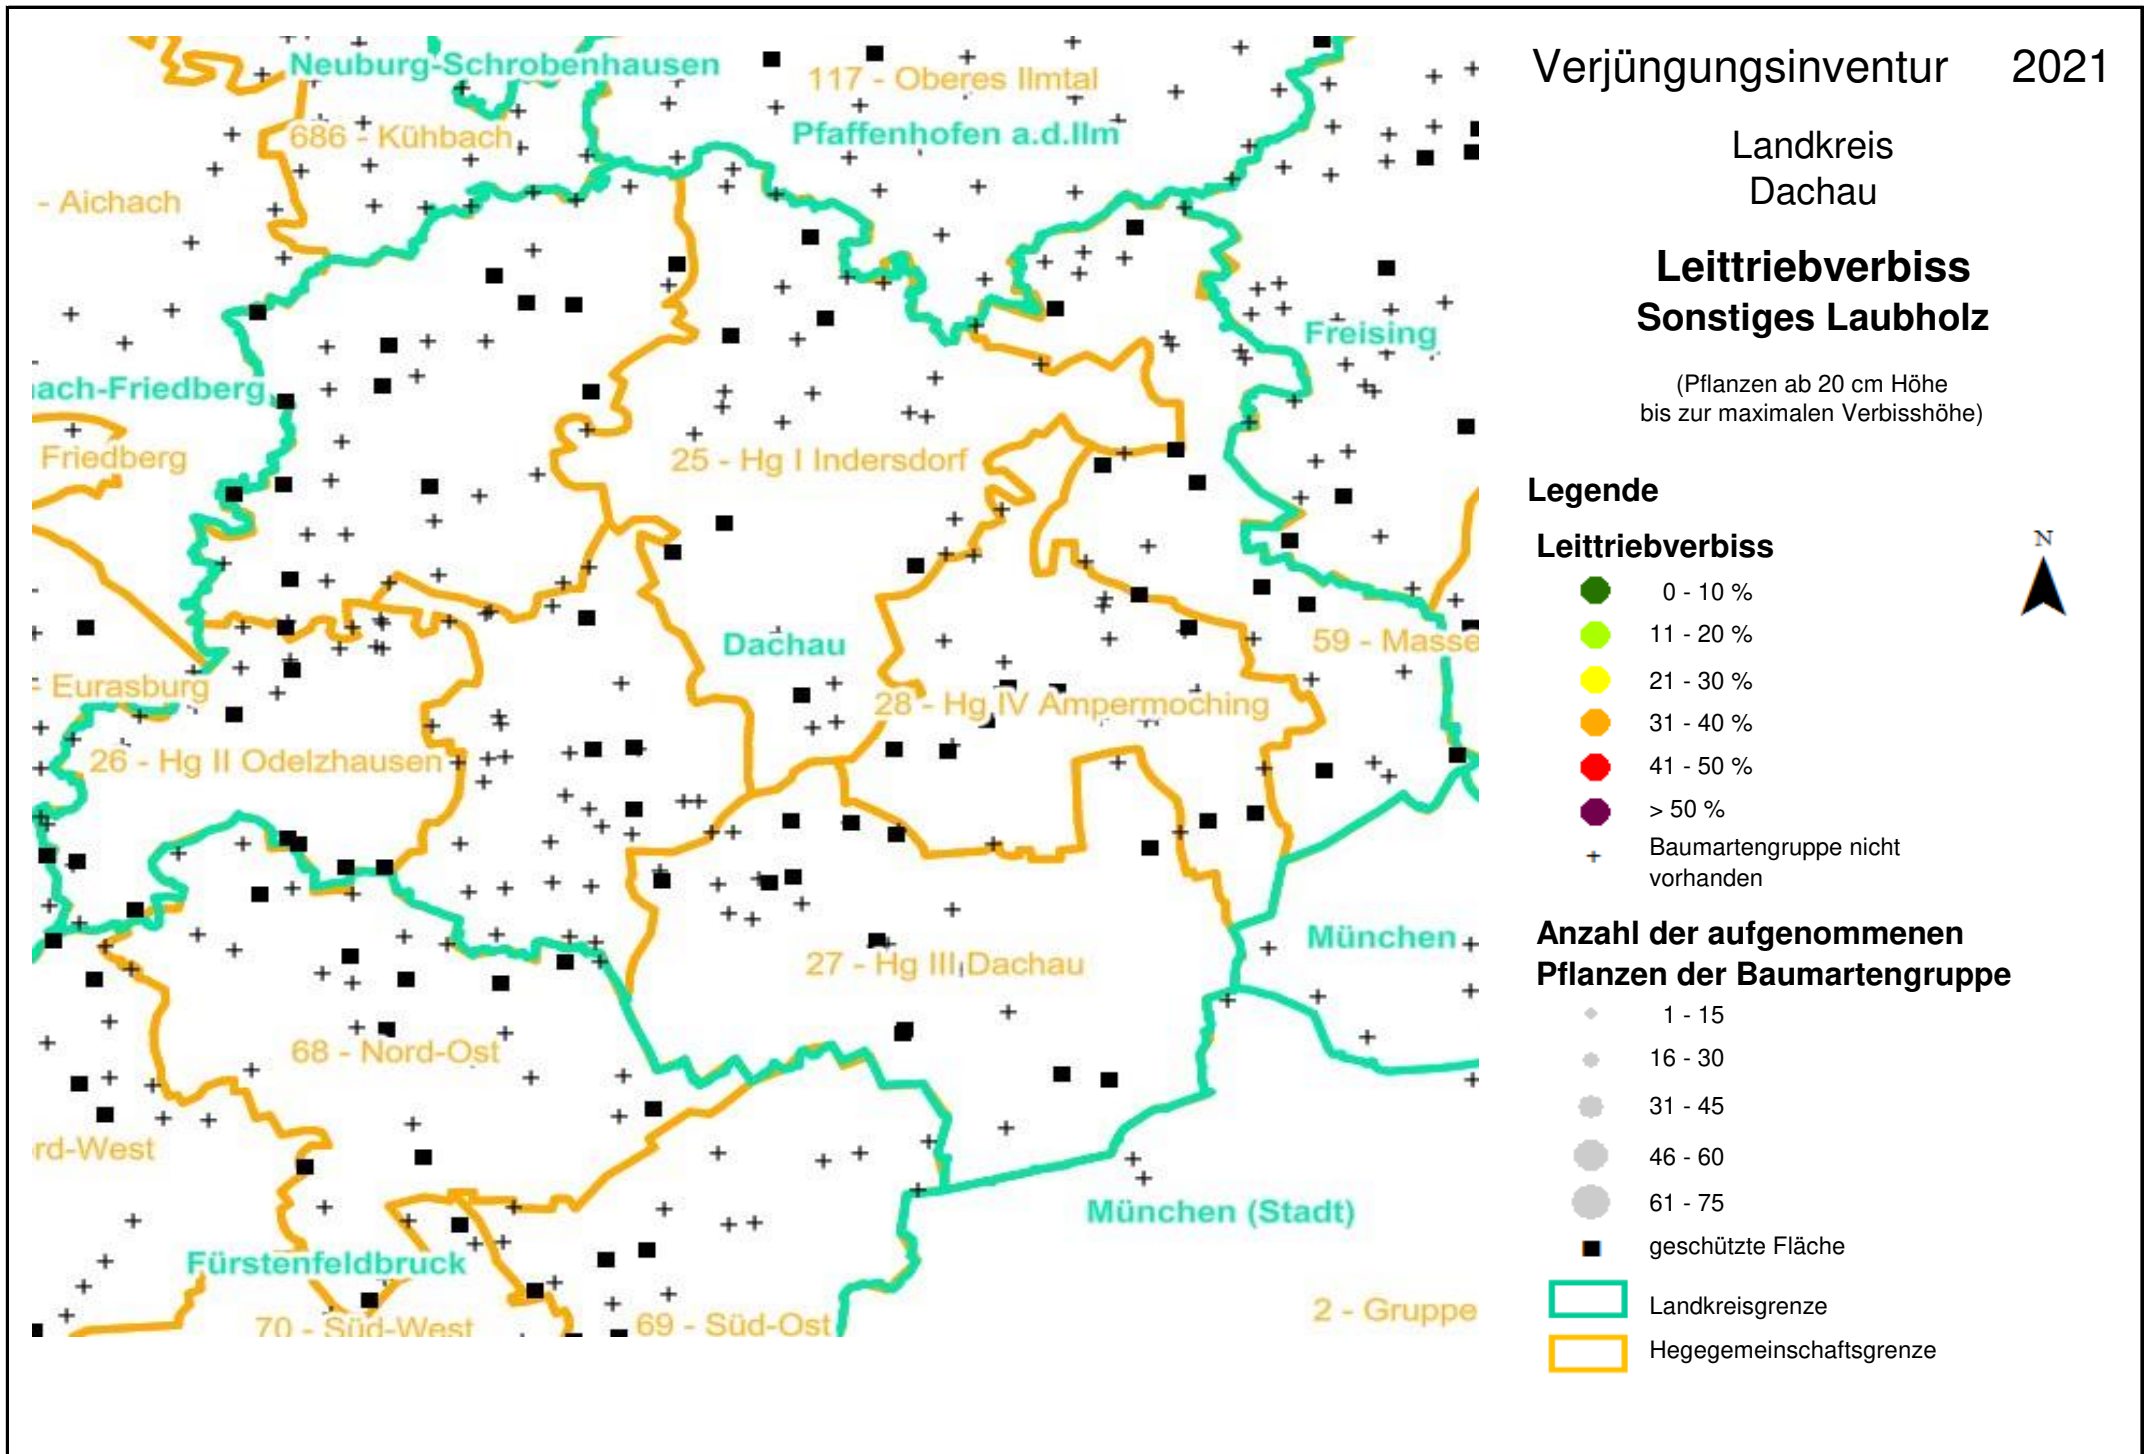 Verjüngungsinventur 2021
Landkreis
Dachau
Leittriebverbiss
Sonstiges Laubholz
(Pflanzen ab 20 cm Höhe
bis zur maximalen Verbisshöhe)
Legende
Leittriebverbiss
N
0 - 10 %
11 - 20 %
21 - 30 %
31 - 40 %
41 - 50 %
> 50 %
Baumartengruppe nicht
vorhanden
Anzahl der aufgenommenen
Pflanzen der Baumartengruppe
1 - 15
16 - 30
31 - 45
46 - 60
61 - 75
geschützte Fläche
Landkreisgrenze
Hegegemeinschaftsgrenze
Neuburg-Schrobenhausen
117 - Oberes Ilmtal
686 - Kühbach
Pfaffenhofen a.d.Ilm
- Aichach
Freising
ach-Friedberg
Friedberg
25 - Hg I Indersdorf
Dachau
59 - Masse
- Eurasburg
28 - Hg IV Ampermoching
26 - Hg II Odelzhausen
München
27 - Hg III Dachau
68 - Nord-Ost
rd-West
München (Stadt)
Fürstenfeldbruck
70 - Süd-West
69 - Süd-Ost
2 - Gruppe